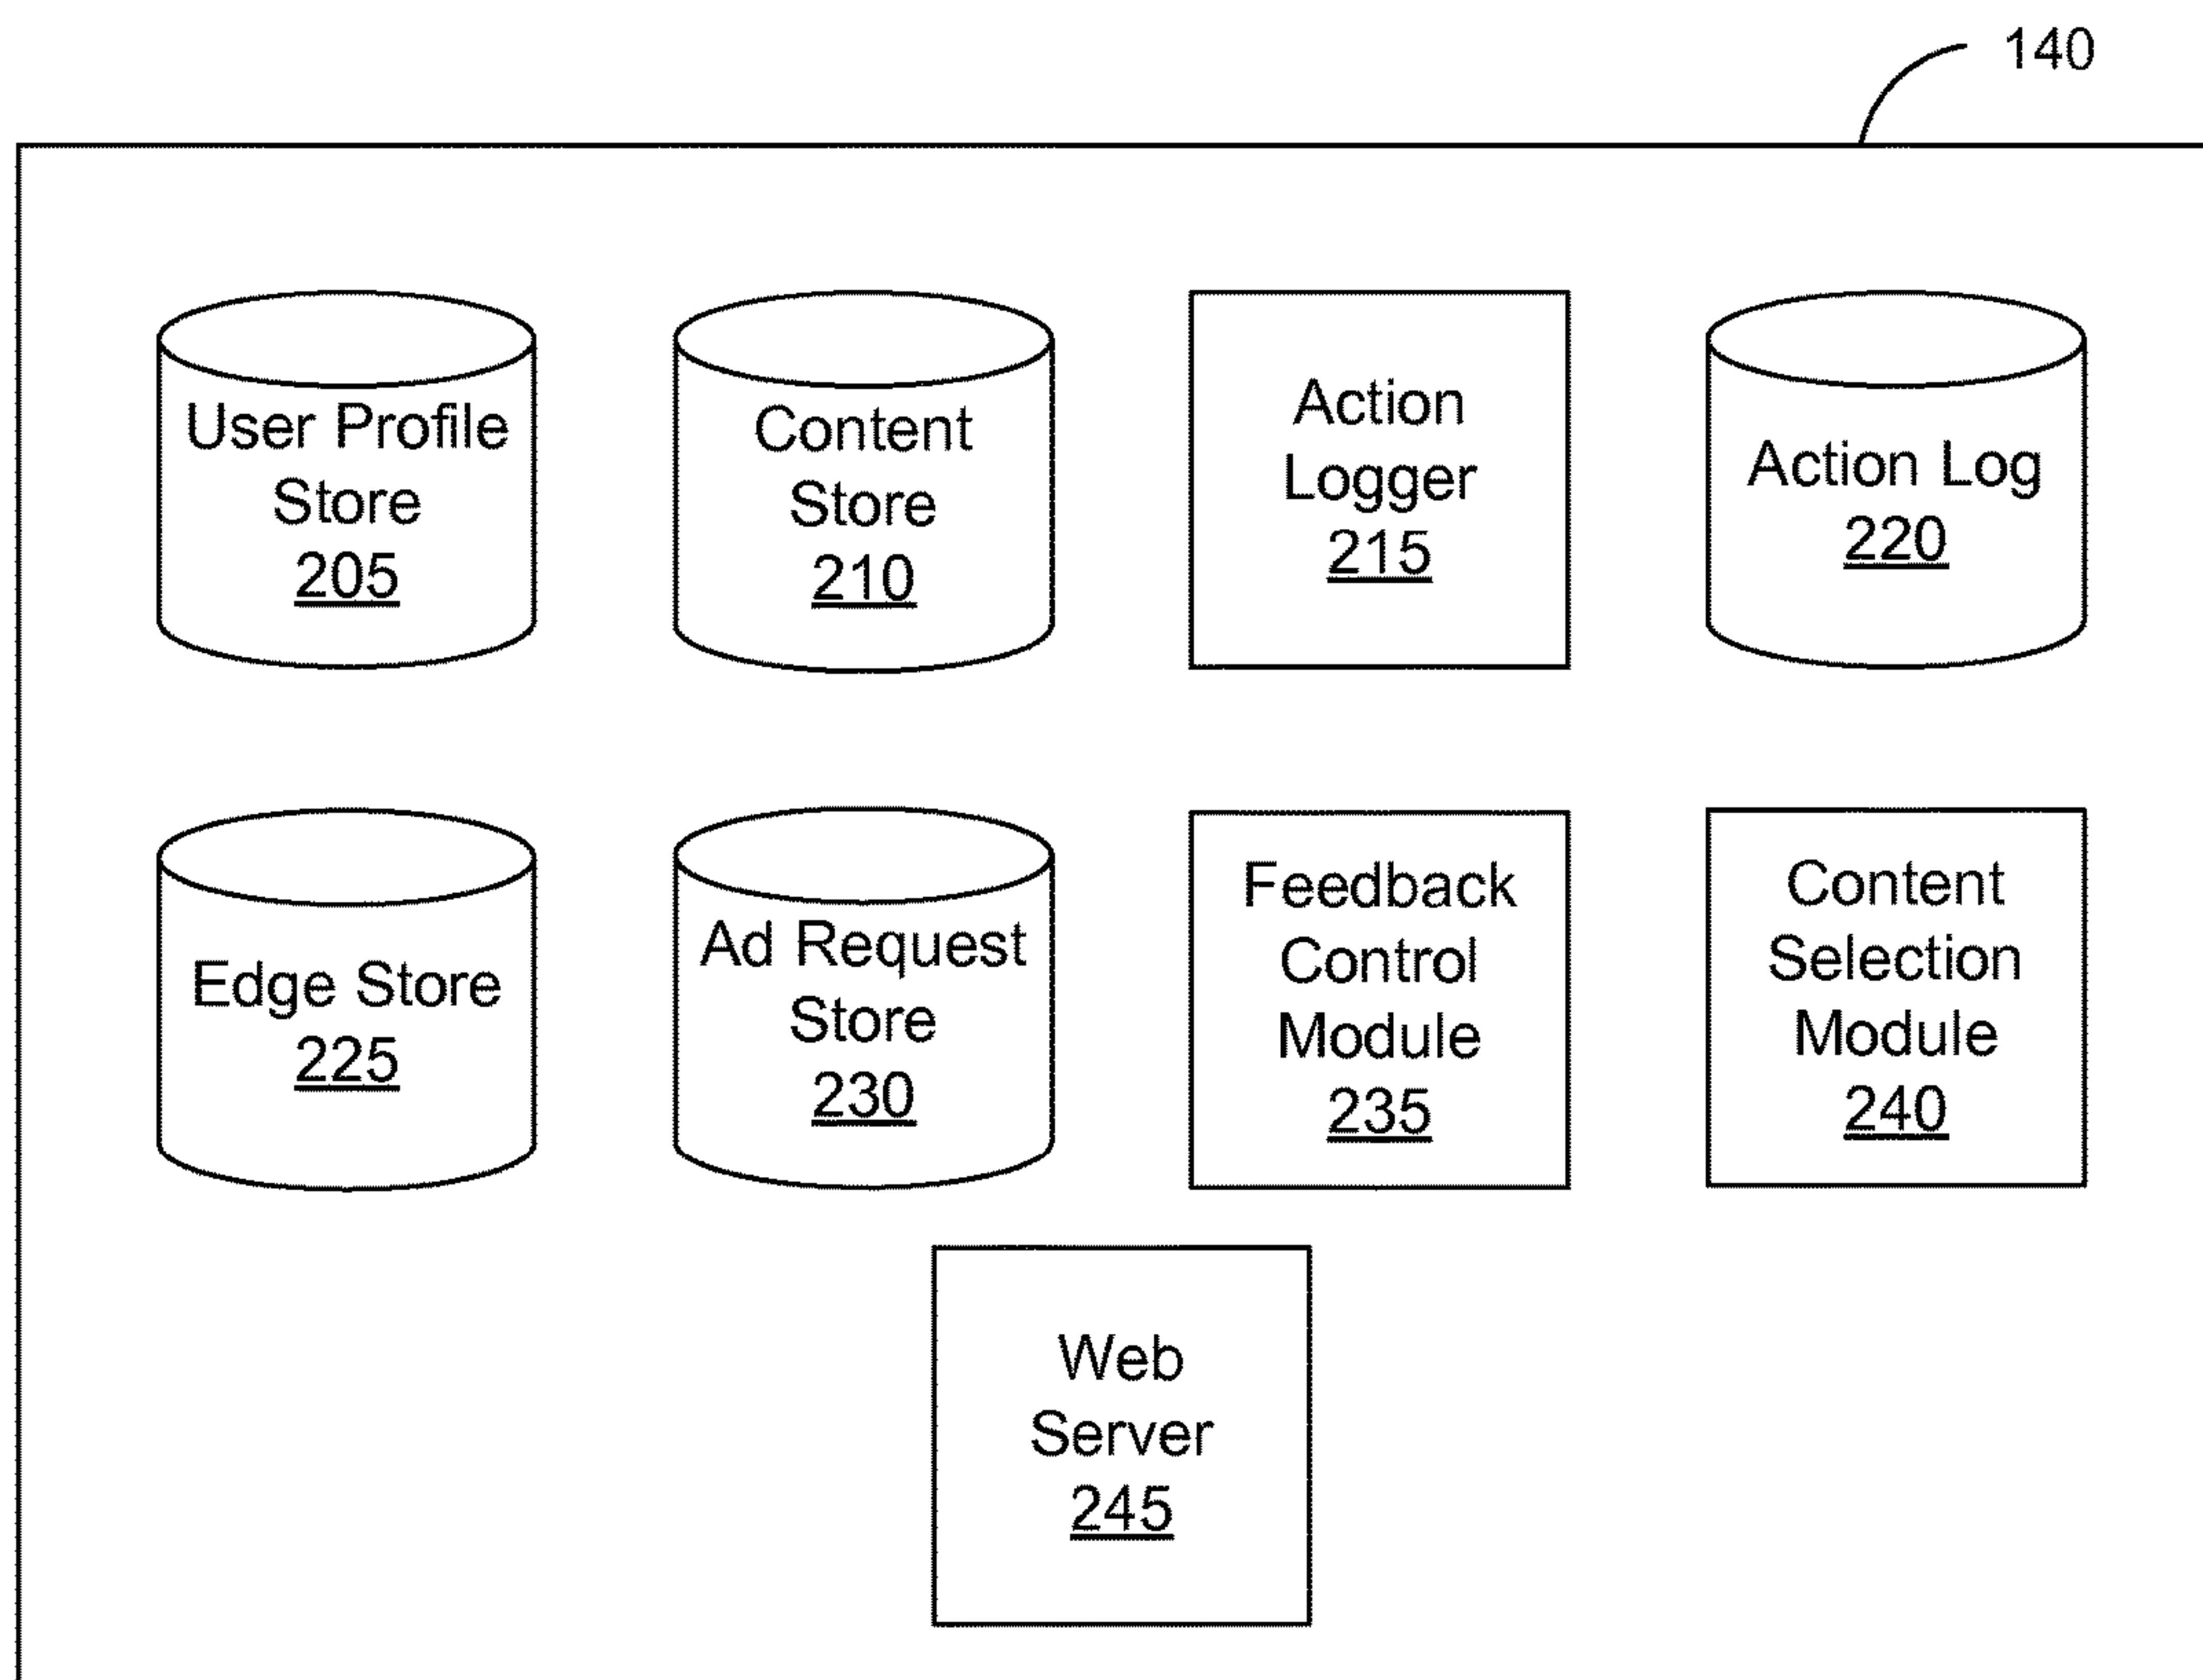 140
User Profile
Store
205
Content
Store
210
Action
Logger
215
Action Log
220
Edge Store
225
Ad Request
Store
230
Feedback
Control
Module
235
Content
Selection
Module
240
Web
Server
245